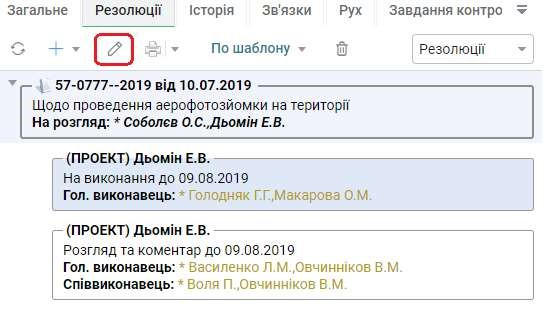 Загальне Резолюції Історія Зв'язки Рух Завдання контро
По шаблону Резолюції
57-0777--2019 від 10.07.2019
Щодо проведення аерофотозйомки на території
На розгляд: * Соболєв О.С.,Дьомін Е.В.
(ПРОЕКТ) Дьомін Е.В.
На виконання до 09.08.2019
Гол. виконавець: * Голодняк Г.Г.,Макарова О.М.
(ПРОЕКТ) Дьомін Е.В.
Розгляд та коментар до 09.08.2019
Гол. виконавець: * Василенко Л.М.,Овчинніков В.М.
Співвиконавець: * Воля П.,Овчинніков В.М.